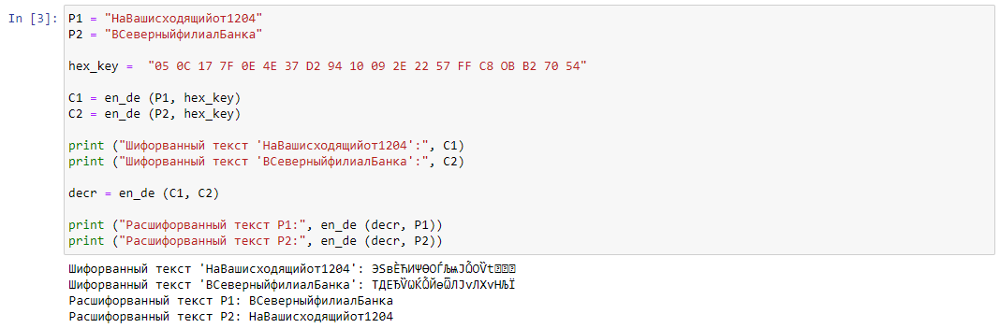 In [3]: P1 = "НаВашисходящийот1204"
P2 = "ВСеверныйфилиалБанка"
hex_key =  "05 0C 17 7F 0E 4E 37 D2 94 10 09 2E 22 57 FF C8 OB B2 70 54"
C1 = en_de (P1, hex_key)
C2 = en_de (P2, hex_key)
print ("Шифорванный текст 'НаВашисходящийот1204':", C1)
print ("Шифорванный текст 'ВСеверныйфилиалБанка':", C2)
decr = en_de (C1, C2)
print ("Расшифорванный текст P1:", en_de (decr, P1))
print ("Расшифорванный текст P2:", en_de (decr, P2))
Шифорванный текст 'НаВашисходящийот1204':
Шифорванный текст 'ВСеверныйфилиалБанка':
Расшифорванный текст P1: ВСеверныйфилиалБанка
Расшифорванный текст P2: НаВашисходящийот1204